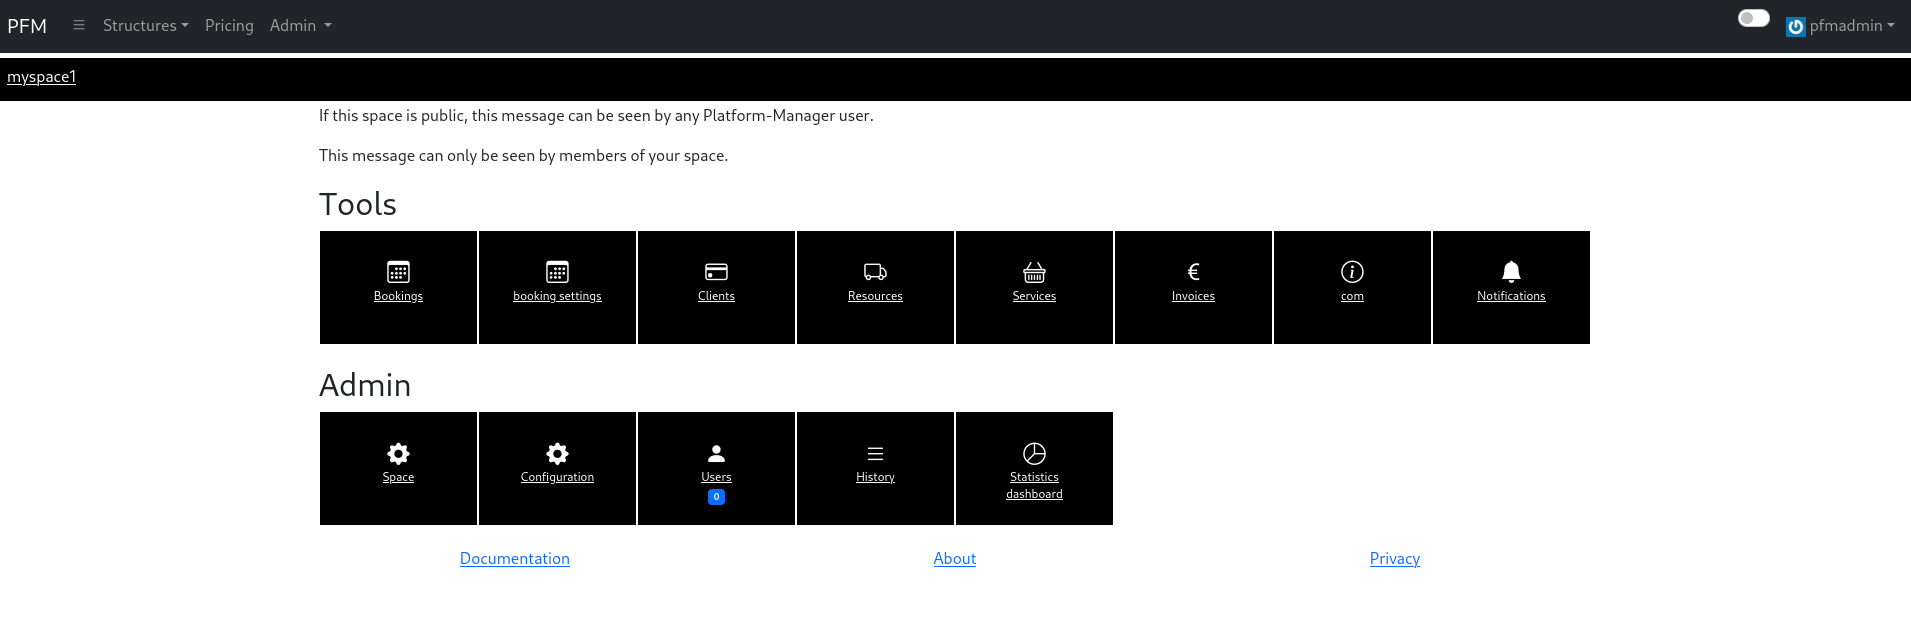 PFM Structures Pricing Admin pfmadmin
myspace1
If this space is public, this message can be seen by any Platform-Manager user.
This message can only be seen by members of your space.
Tools
Bookings booking settings Clients Resources Services € Invoices com Notifications
Admin
Space Configuration Users History Statistics
dashboard
0
Documentation About Privacy